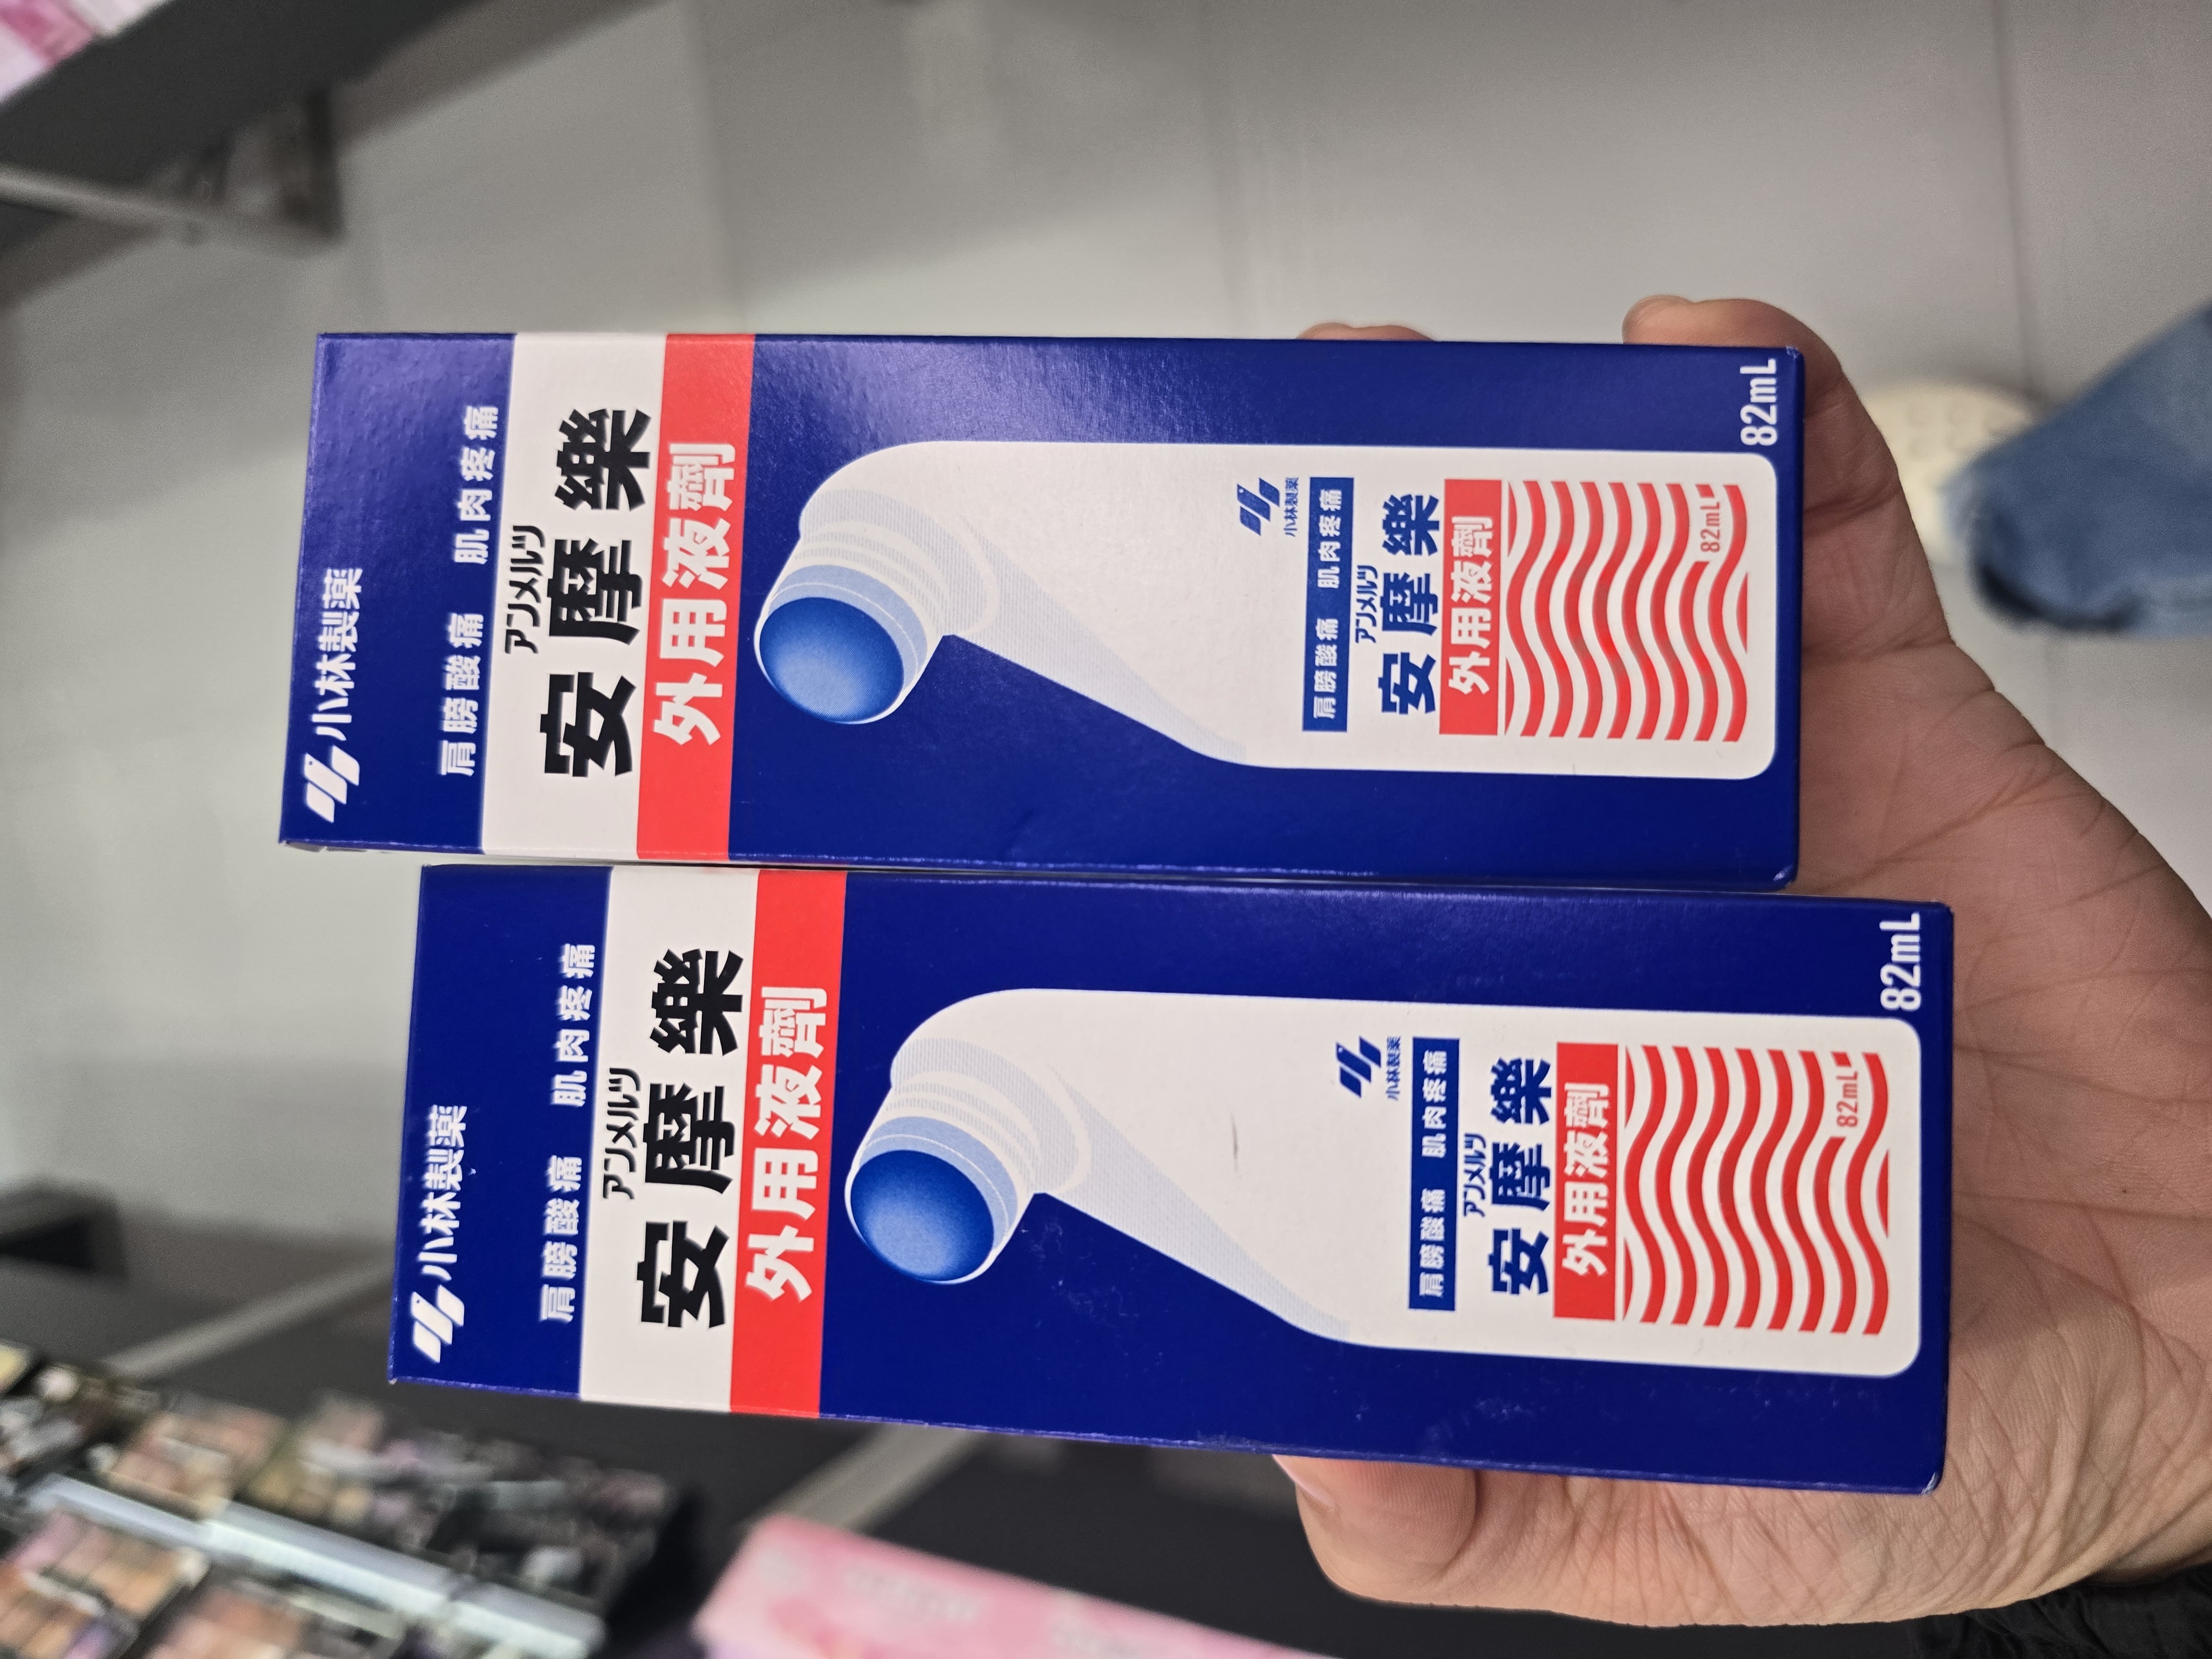 小林製薬
肩膀酸痛 肌肉疼痛
アンメルツ
安摩樂
外用液劑
小林製薬
肩膀酸痛 肌肉疼痛
アンメルツ
安摩樂
外用液劑
82mL
82mL
小林製薬
肩膀酸痛 肌肉疼痛
アンメルツ
安摩樂
外用液劑
小林製薬
肩膀酸痛 肌肉疼痛
アンメルツ
安摩樂
外用液劑
82mL
82mL